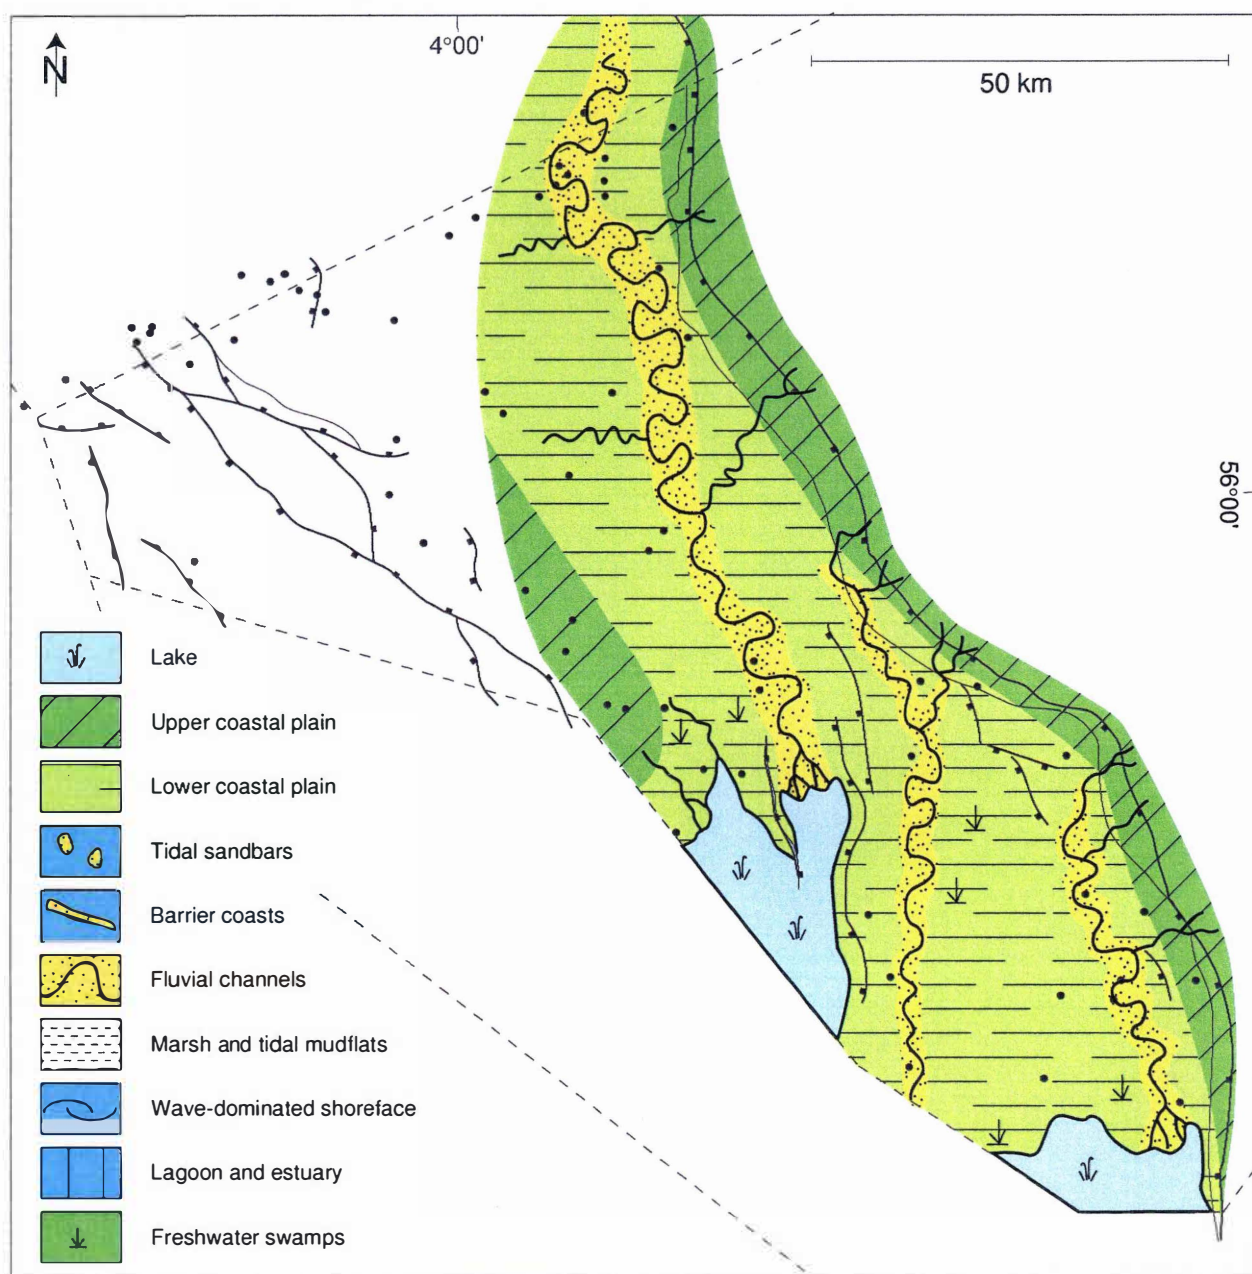 N
4°00'
50 km
56°00'
Lake
Upper coastal plain
Lower coastal plain
Tidal sandbars
Barrier coasts
Fluvial channels
Marsh and tidal mudflats
Wave-dominated shoreface
Lagoon and estuary
Freshwater swamps